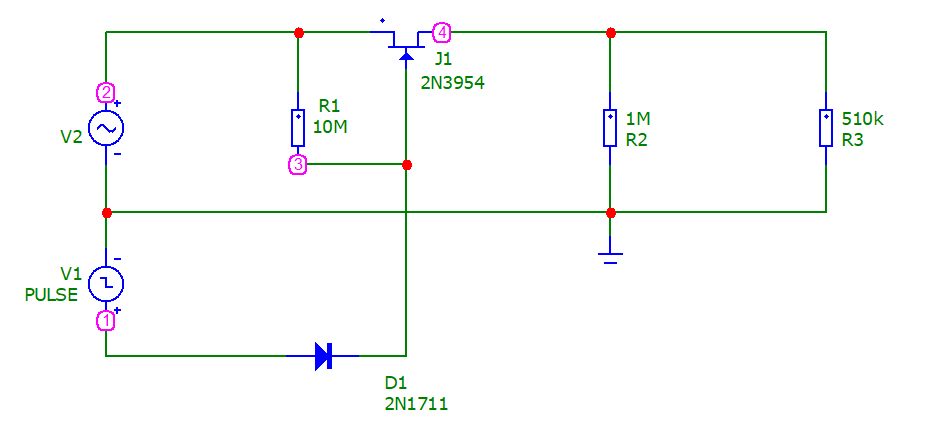 4
J1
2N3954
2
V2
R1
10M
3
1M
R2
510k
R3
V1
PULSE
1
D1
2N1711